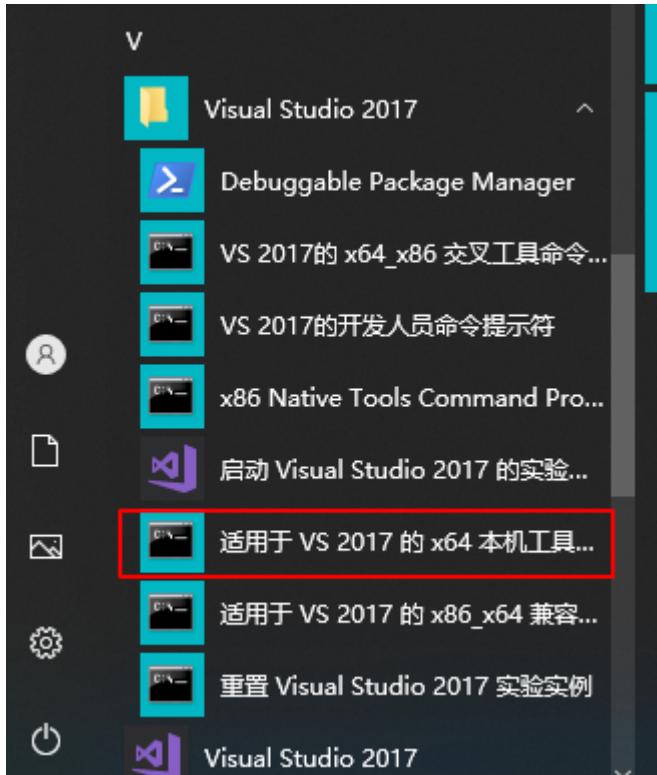 V
Visual Studio 2017
Debuggable Package Manager
VS 2017的 x64_x86 交叉工具命令...
VS 2017的开发人员命令提示符
x86 Native Tools Command Pro...
启动 Visual Studio 2017 的实验...
适用于 VS 2017 的 x64 本机工具...
适用于 VS 2017 的 x86_x64 兼容...
重置 Visual Studio 2017 实验实例
Visual Studio 2017